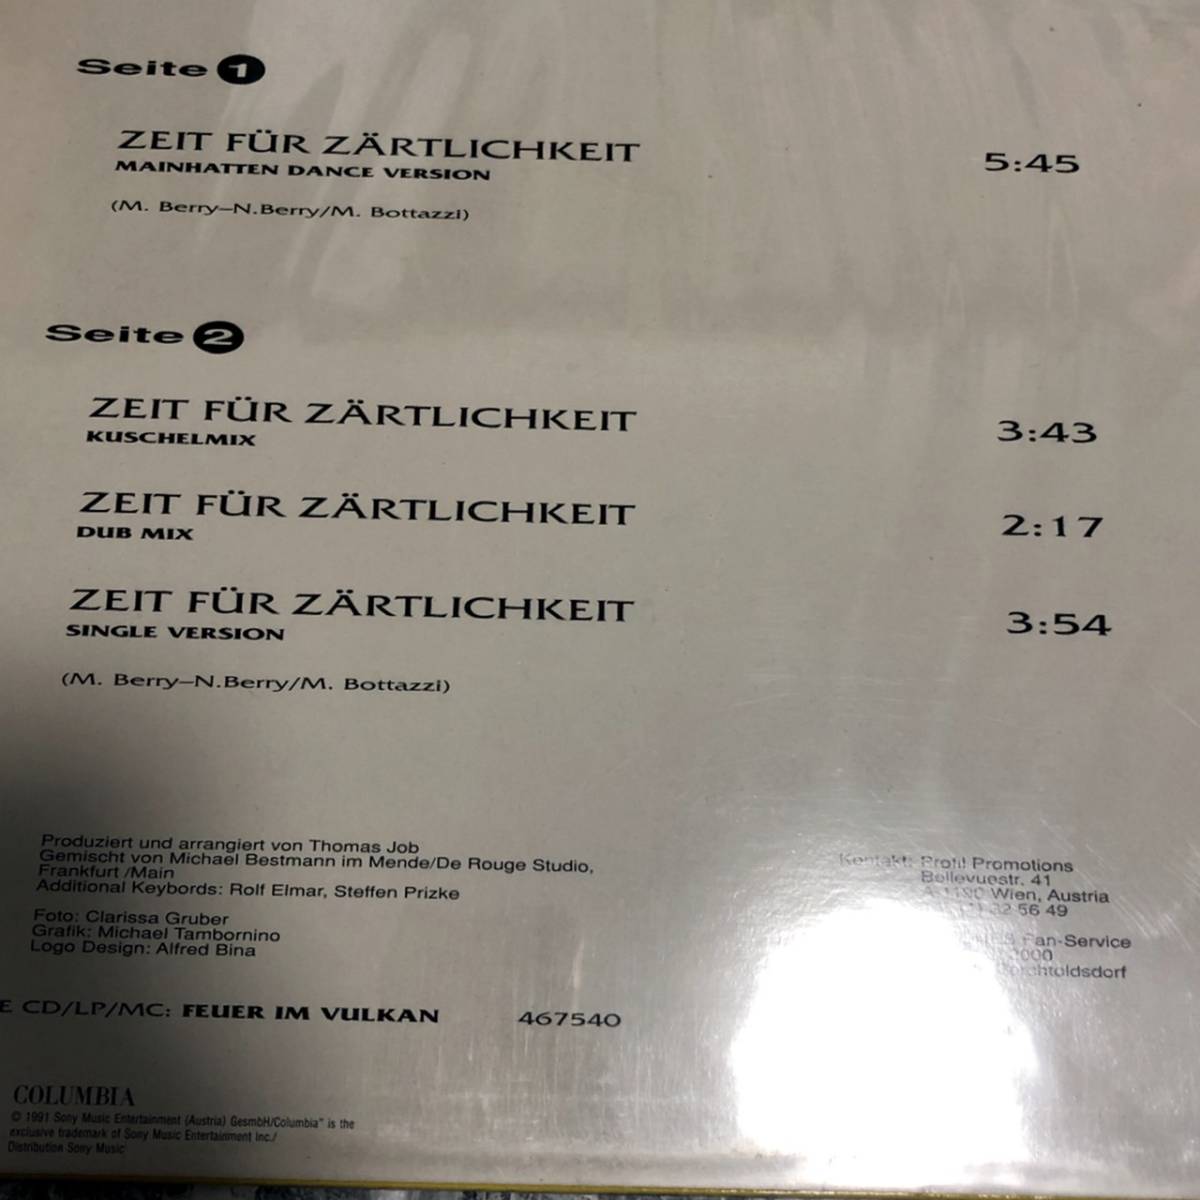 Seite 1
ZEIT FÜR ZÄRTLICHKEIT 5:45
MAINHATTEN DANCE VERSION
(M. Berry–N.Berry/M. Bottazzi)
Seite 2
ZEIT FÜR ZÄRTLICHKEIT 3:43
KUSCHELMIX
ZEIT FÜR ZÄRTLICHKEIT 2:17
DUB MIX
ZEIT FÜR ZÄRTLICHKEIT 3:54
SINGLE VERSION
(M. Berry–N.Berry/M. Bottazzi)
Produziert und arrangiert von Thomas Job
Gemischt von Michael Bestmann im Mende/De Rouge Studio,
Frankfurt /Main
Additional Keybords: Rolf Elmar, Steffen Prizke
Foto: Clarissa Gruber
Grafik: Michael Tambornino
Logo Design: Alfred Bina
Kontakt: Profil Promotions
Bellevuestr. 41
Wien, Austria
56 49
Fan-Service
CD/LP/MC: FEUER IM VULKAN 467540
COLUMBIA
© 1991 Sony Music Entertainment (Austria) GesmbH/Columbia" is the
exclusive trademark of Sony Music Entertainment Inc./
Distribution Sony Music